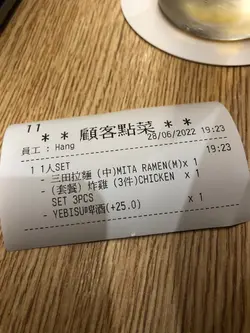 11
* * 顧客點菜 * *
員工 : Hang 28/06/2022 19:23
1 1人SET 19:23
- 三田拉麵 (中)MITA RAMEN(M)x 1
- (套餐) 炸雞 (3件)CHICKEN x 1
SET 3PCS
- YEBISU啤酒(+25.0) x 1